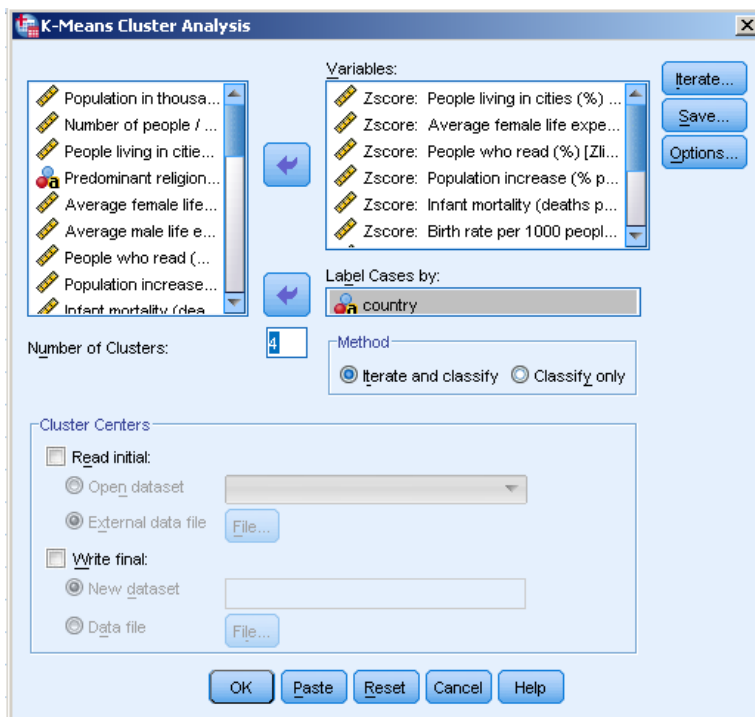 K-Means Cluster Analysis
Variables:
Population in thousa...
Number of people / ...
People living in citie...
Predominant religion...
Average female life...
Average male life e...
People who read (...
Population increase...
Infant mortality (dea...
Zscore: People living in cities (%) ...
Zscore: Average female life expe...
Zscore: People who read (%) [Zli...
Zscore: Population increase (% p...
Zscore: Infant mortality (deaths p...
Zscore: Birth rate per 1000 peopl...
Iterate...
Save...
Options...
Label Cases by:
country
Number of Clusters: 4
Method
Iterate and classify Classify only
Cluster Centers
Read initial:
Open dataset
External data file File...
Write final:
New dataset
Data file File...
OK Paste Reset Cancel Help